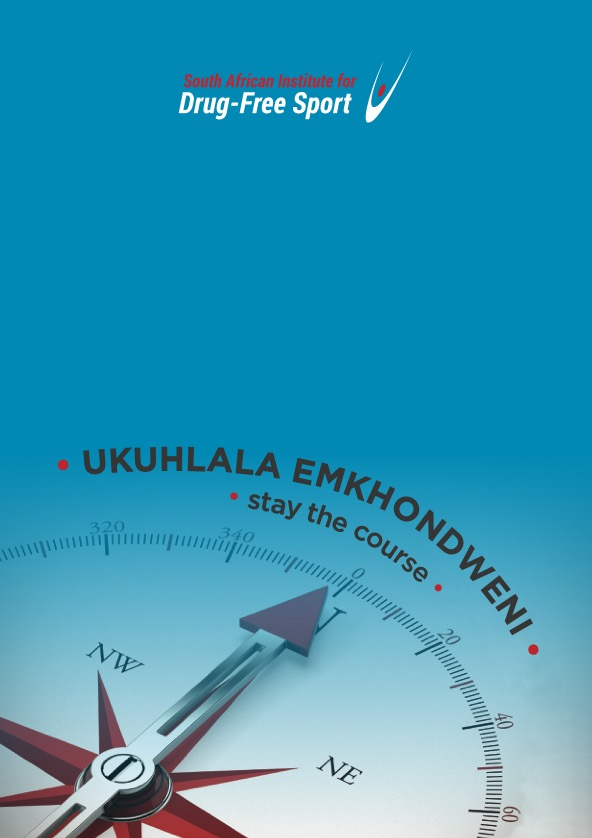 South African Institute for
Drug-Free Sport
UKUHLALA EMKHONDWENI
stay the course
320
340
0
20
NW
40
NE
60